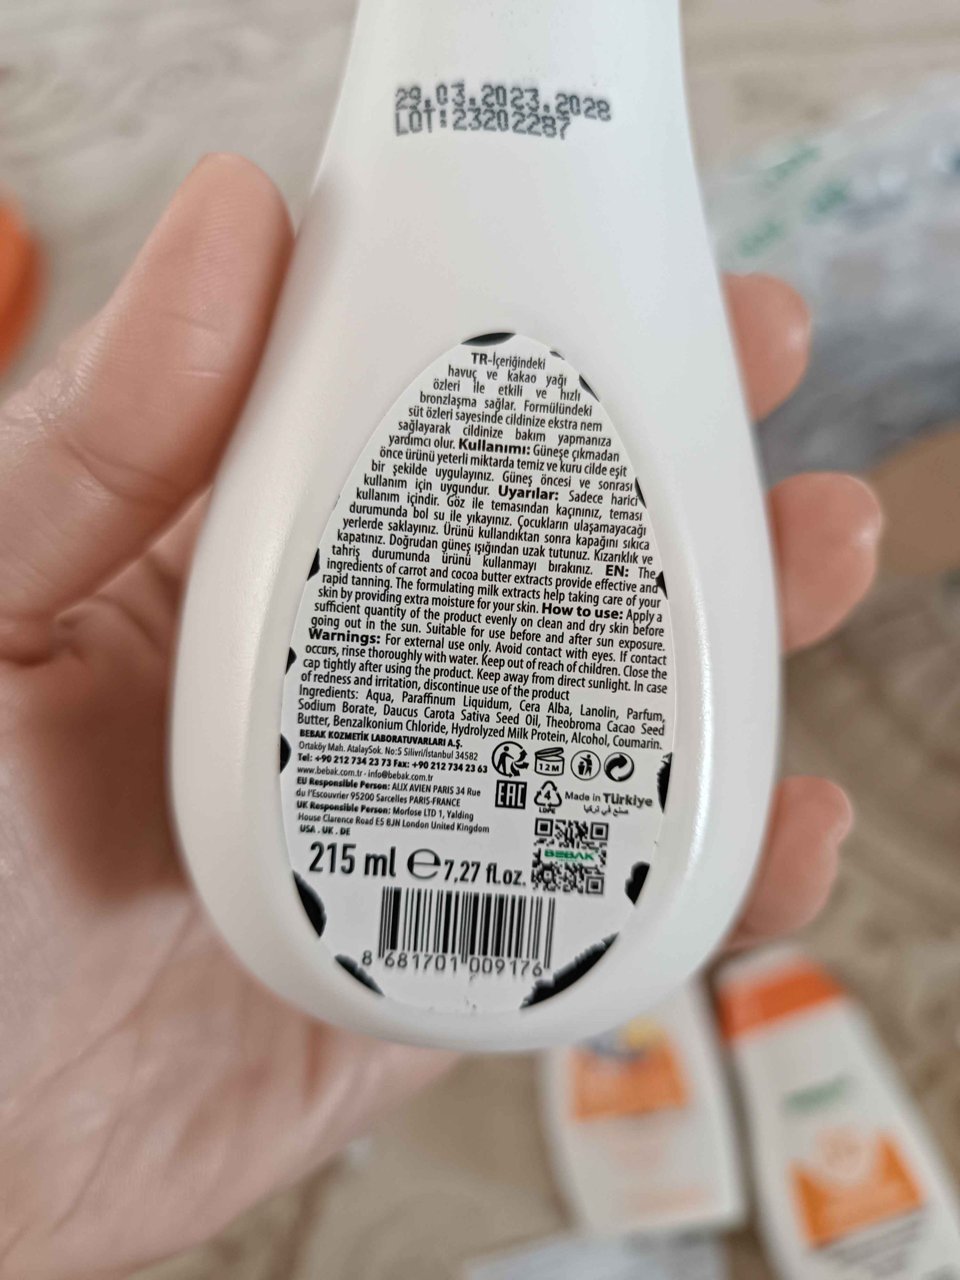 29.03.2023.2028
LOT:23202287
TR-İçeriğindeki
havuç ve kakao yağı
özleri ile etkili ve hızlı
bronzlaşma sağlar. Formülündeki
süt özleri sayesinde cildinize ekstra nem
sağlayarak cildinize bakım yapmanıza
yardımcı olur. Kullanımı: Güneşe çıkmadan
önce ürünü yeterli miktarda temiz ve kuru cilde eşit
bir şekilde uygulayınız. Güneş öncesi ve sonrası
kullanım için uygundur. Uyarılar: Sadece harici
kullanım içindir. Göz ile temasından kaçınınız, teması
durumunda bol su ile yıkayınız. Çocukların ulaşamayacağı
yerlerde saklayınız. Ürünü kullandıktan sonra kapağını sıkıca
kapatınız. Doğrudan güneş ışığından uzak tutunuz. Kızarıklık ve
tahriş durumunda ürünü kullanmayı bırakınız. EN: The
ingredients of carrot and cocoa butter extracts provide effective and
rapid tanning. The formulating milk extracts help taking care of your
skin by providing extra moisture for your skin. How to use: Apply a
sufficient quantity of the product evenly on clean and dry skin before
going out in the sun. Suitable for use before and after sun exposure.
Warnings: For external use only. Avoid contact with eyes. If contact
occurs, rinse thoroughly with water. Keep out of reach of children. Close the
cap tightly after using the product. Keep away from direct sunlight. In case
of redness and irritation, discontinue use of the product
Ingredients: Aqua, Paraffinum Liquidum, Cera Alba, Lanolin, Parfum,
Sodium Borate, Daucus Carota Sativa Seed Oil, Theobroma Cacao Seed
Butter, Benzalkonium Chloride, Hydrolyzed Milk Protein, Alcohol, Coumarin.
BEBAK KOZMETİK LABORATUVARLARI A.Ş.
Ortaköy Mah. AtalaySok. No:5 Silivri/İstanbul 34582
Tel: +90 212 734 23 73 Fax: +90 212 734 23 63
www.bebak.com.tr - info@bebak.com.tr
EU Responsible Person: ALIX AVIEN PARIS 34 Rue
du l'Escouvrier 95200 Sarcelles PARIS-FRANCE
UK Responsible Person: Morlose LTD 1, Yalding
House Clarence Road E5 8JN London United Kingdom
USA . UK . DE
12M
EAC
4
LDPE
Made in Türkiye
صنع في تركيا
BEBAK
215 ml e 7,27 fl.oz.
8 681701 009176